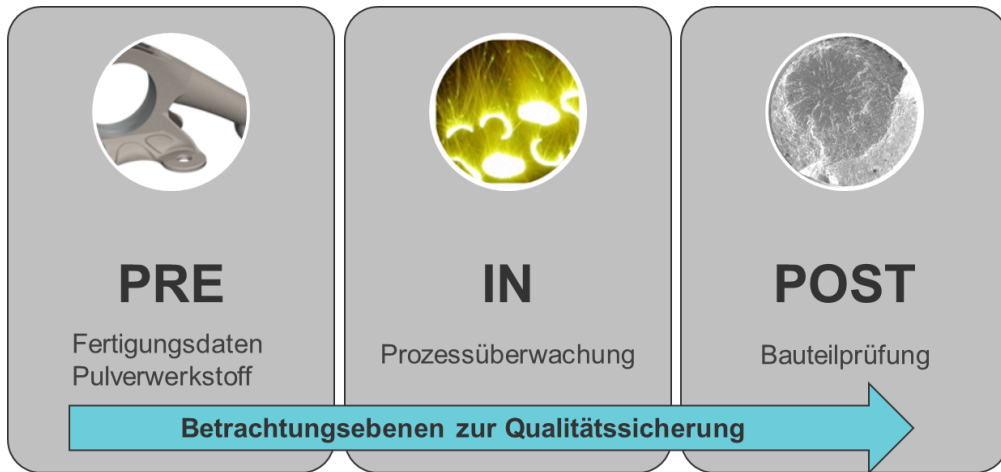 PRE
Fertigungsdaten
Pulverwerkstoff
IN
Prozessüberwachung
POST
Bauteilprüfung
Betrachtungsebenen zur Qualitätssicherung